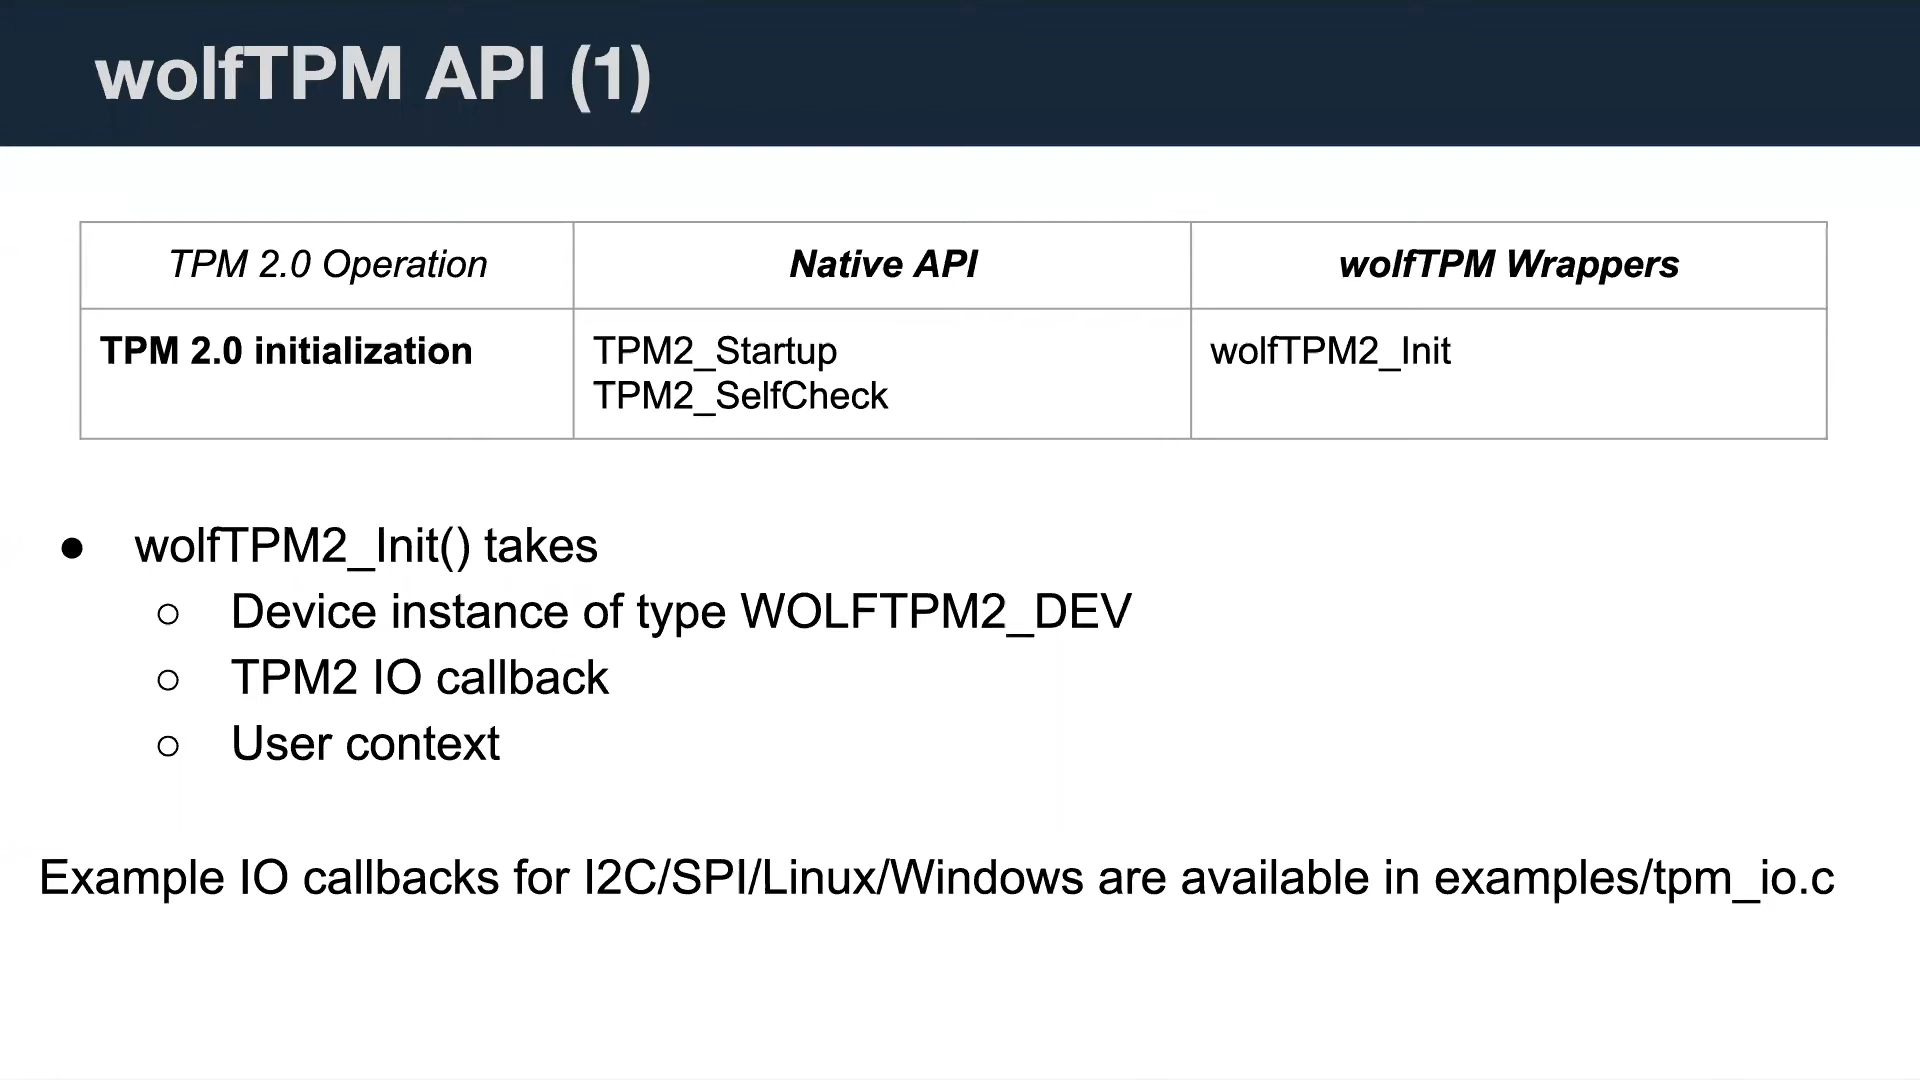 wolfTPM API (1)
TPM 2.0 Operation
Native API
wolfTPM Wrappers
TPM 2.0 initialization
TPM2_Startup
TPM2_SelfCheck
wolfTPM2_Init
● wolfTPM2_Init() takes
○ Device instance of type WOLFTPM2_DEV
○ TPM2 IO callback
○ User context
Example IO callbacks for I2C/SPI/Linux/Windows are available in examples/tpm_io.c